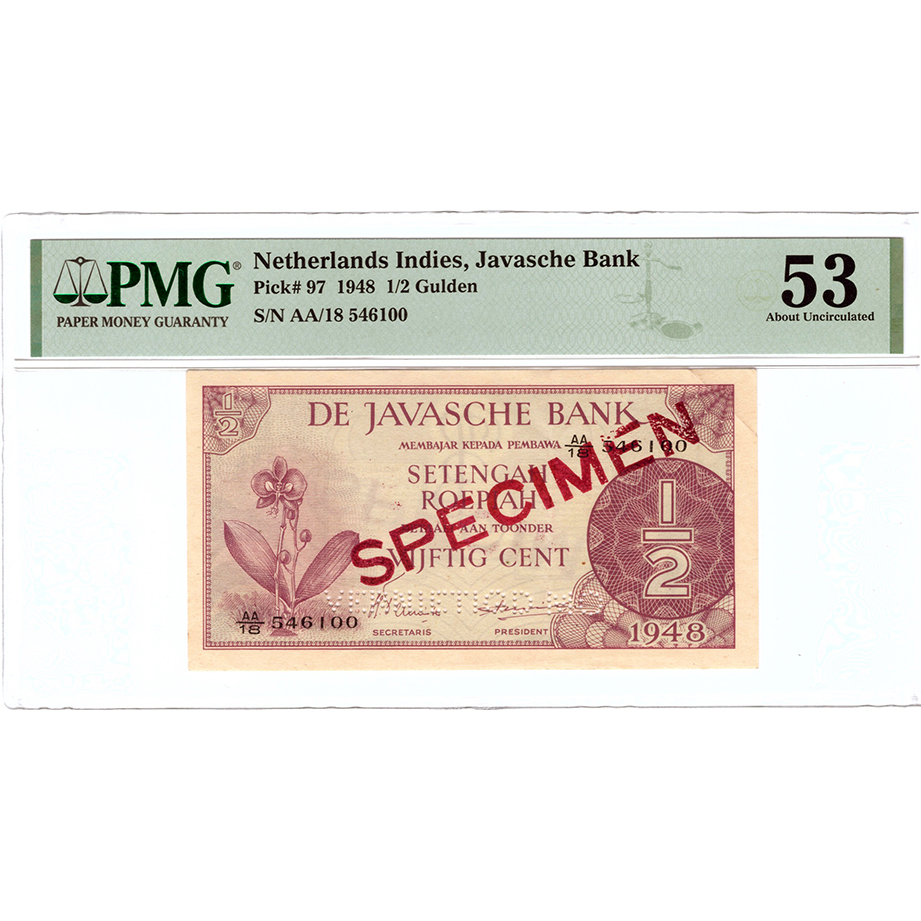 PMG®
PAPER MONEY GUARANTY
Netherlands Indies, Javasche Bank
Pick# 97 1948 1/2 Gulden
S/N AA/18 546100
53
About Uncirculated
1/2
DE JAVASCHE BANK
MEMBAJAR KEPADA PEMBAWA AA/18 546100
SETENGAH
ROEPIAH
AAN TOONDER
VIJFTIG CENT
SPECIMEN
1/2
AA/18 546100
SECRETARIS PRESIDENT
1948